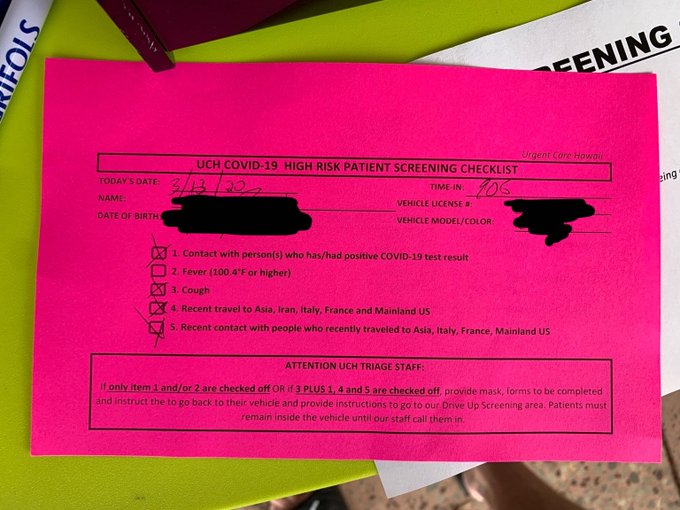 RIFOLS
EENING
Urgent Care Hawaii
UCH COVID-19 HIGH RISK PATIENT SCREENING CHECKLIST
TODAY'S DATE: 3/13/20 TIME-IN: 906
NAME: VEHICLE LICENSE #:
DATE OF BIRTH VEHICLE MODEL/COLOR:
1. Contact with person(s) who has/had positive COVID-19 test result
2. Fever (100.4°F or higher)
3. Cough
4. Recent travel to Asia, Iran, Italy, France and Mainland US
5. Recent contact with people who recently traveled to Asia, Italy, France, Mainland US
ATTENTION UCH TRIAGE STAFF:
If only item 1 and/or 2 are checked off OR if 3 PLUS 1, 4 and 5 are checked off, provide mask, forms to be completed
and instruct the to go back to their vehicle and provide instructions to go to our Drive Up Screening area. Patients must
remain inside the vehicle until our staff call them in.